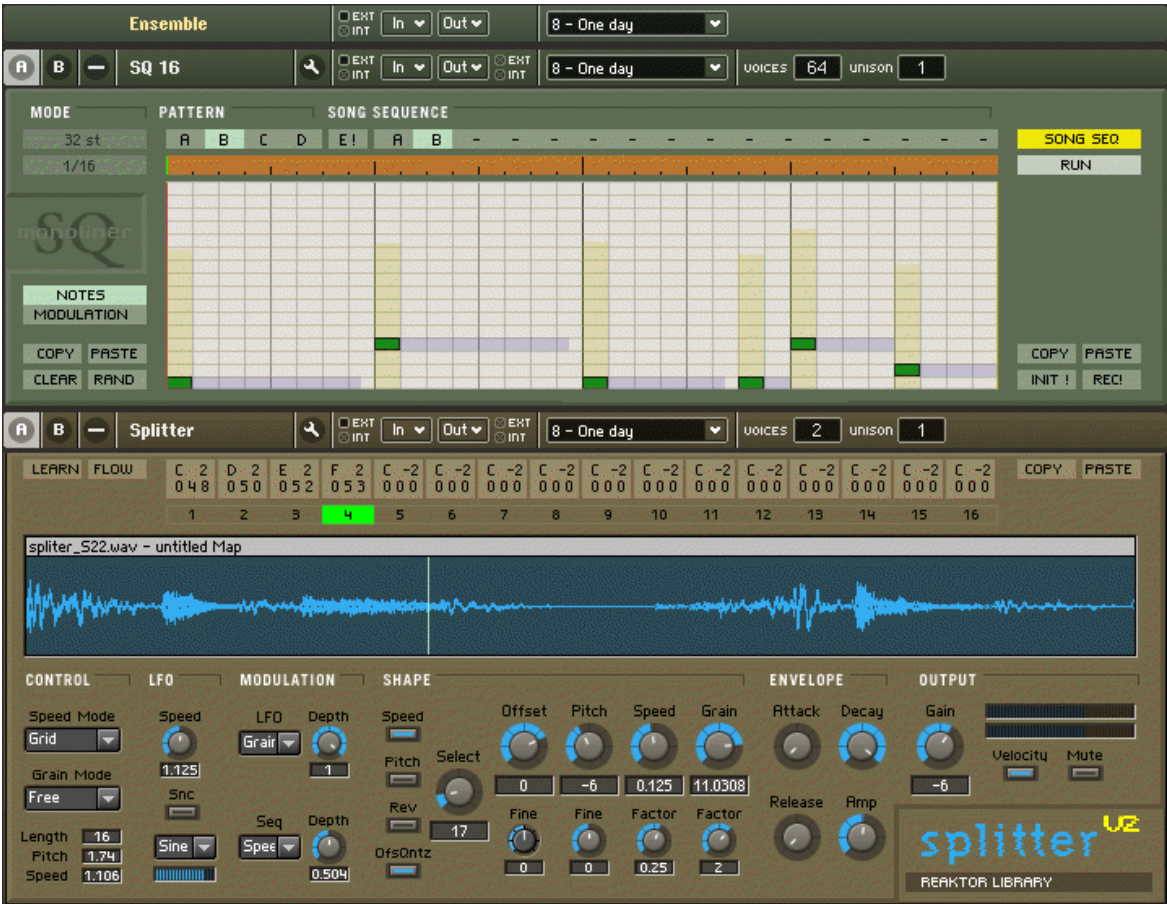 Ensemble EXT INT In Out 8 - One day
A B SQ 16 EXT INT In Out EXT INT 8 - One day VOICES 64 UNISON 1
MODE PATTERN SONG SEQUENCE
32 st A B C D E! A B - - - - - - - - - - - - - - SONG SEQ
1/16 RUN
SQ
monoliner
NOTES
MODULATION
COPY PASTE COPY PASTE
CLEAR RAND INIT ! REC!
A B Splitter EXT INT In Out EXT INT 8 - One day VOICES 2 UNISON 1
LEARN FLOW C 2 D 2 E 2 F 2 C -2 C -2 C -2 C -2 C -2 C -2 C -2 C -2 C -2 C -2 C -2 C -2 COPY PASTE
048 050 052 053 000 000 000 000 000 000 000 000 000 000 000 000
1 2 3 4 5 6 7 8 9 10 11 12 13 14 15 16
spliter_S22.wav - untitled Map
CONTROL LFO MODULATION SHAPE ENVELOPE OUTPUT
Speed Mode Speed LFO Depth Speed Offset Pitch Speed Grain Attack Decay Gain
Grid Grain
Pitch Select Velocity Mute
Grain Mode 1.125 1 0 -6 0.125 11.0308 -6
Free Snc Rev Release Amp
Seq Depth Fine Fine Factor Factor
Length 16 17
Pitch 1.74 Sine Spee OfsQntz
Speed 1.106 0.504 0 0 0.25 2
splitter V2
REAKTOR LIBRARY